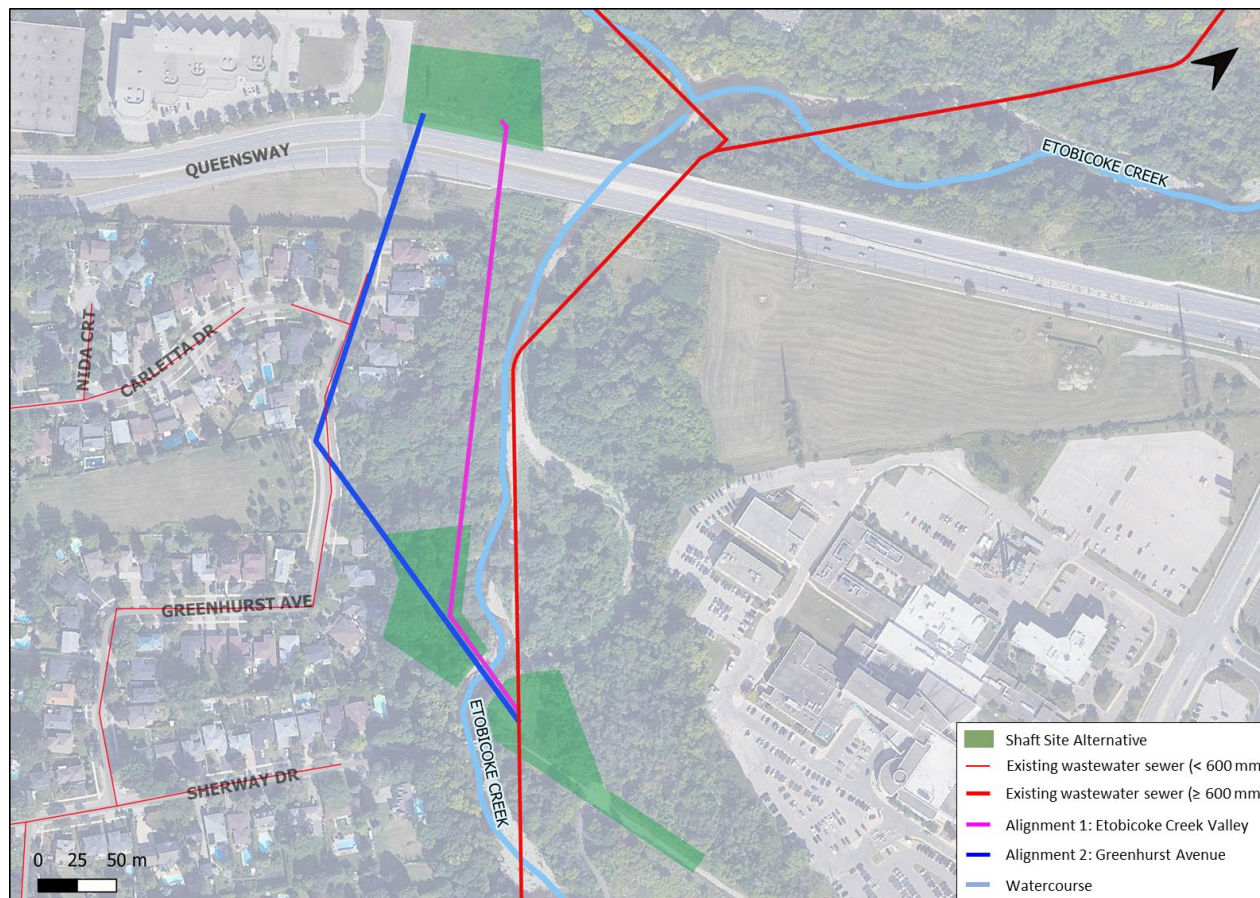 QUEENSWAY
ETOBICOKE CREEK
NIDA CRT
CARLETTA DR
GREENHURST AVE
SHERWAY DR
ETOBICOKE CREEK
0 25 50 m
Shaft Site Alternative
Existing wastewater sewer (< 600 mm
Existing wastewater sewer (≥ 600 mm
Alignment 1: Etobicoke Creek Valley
Alignment 2: Greenhurst Avenue
Watercourse